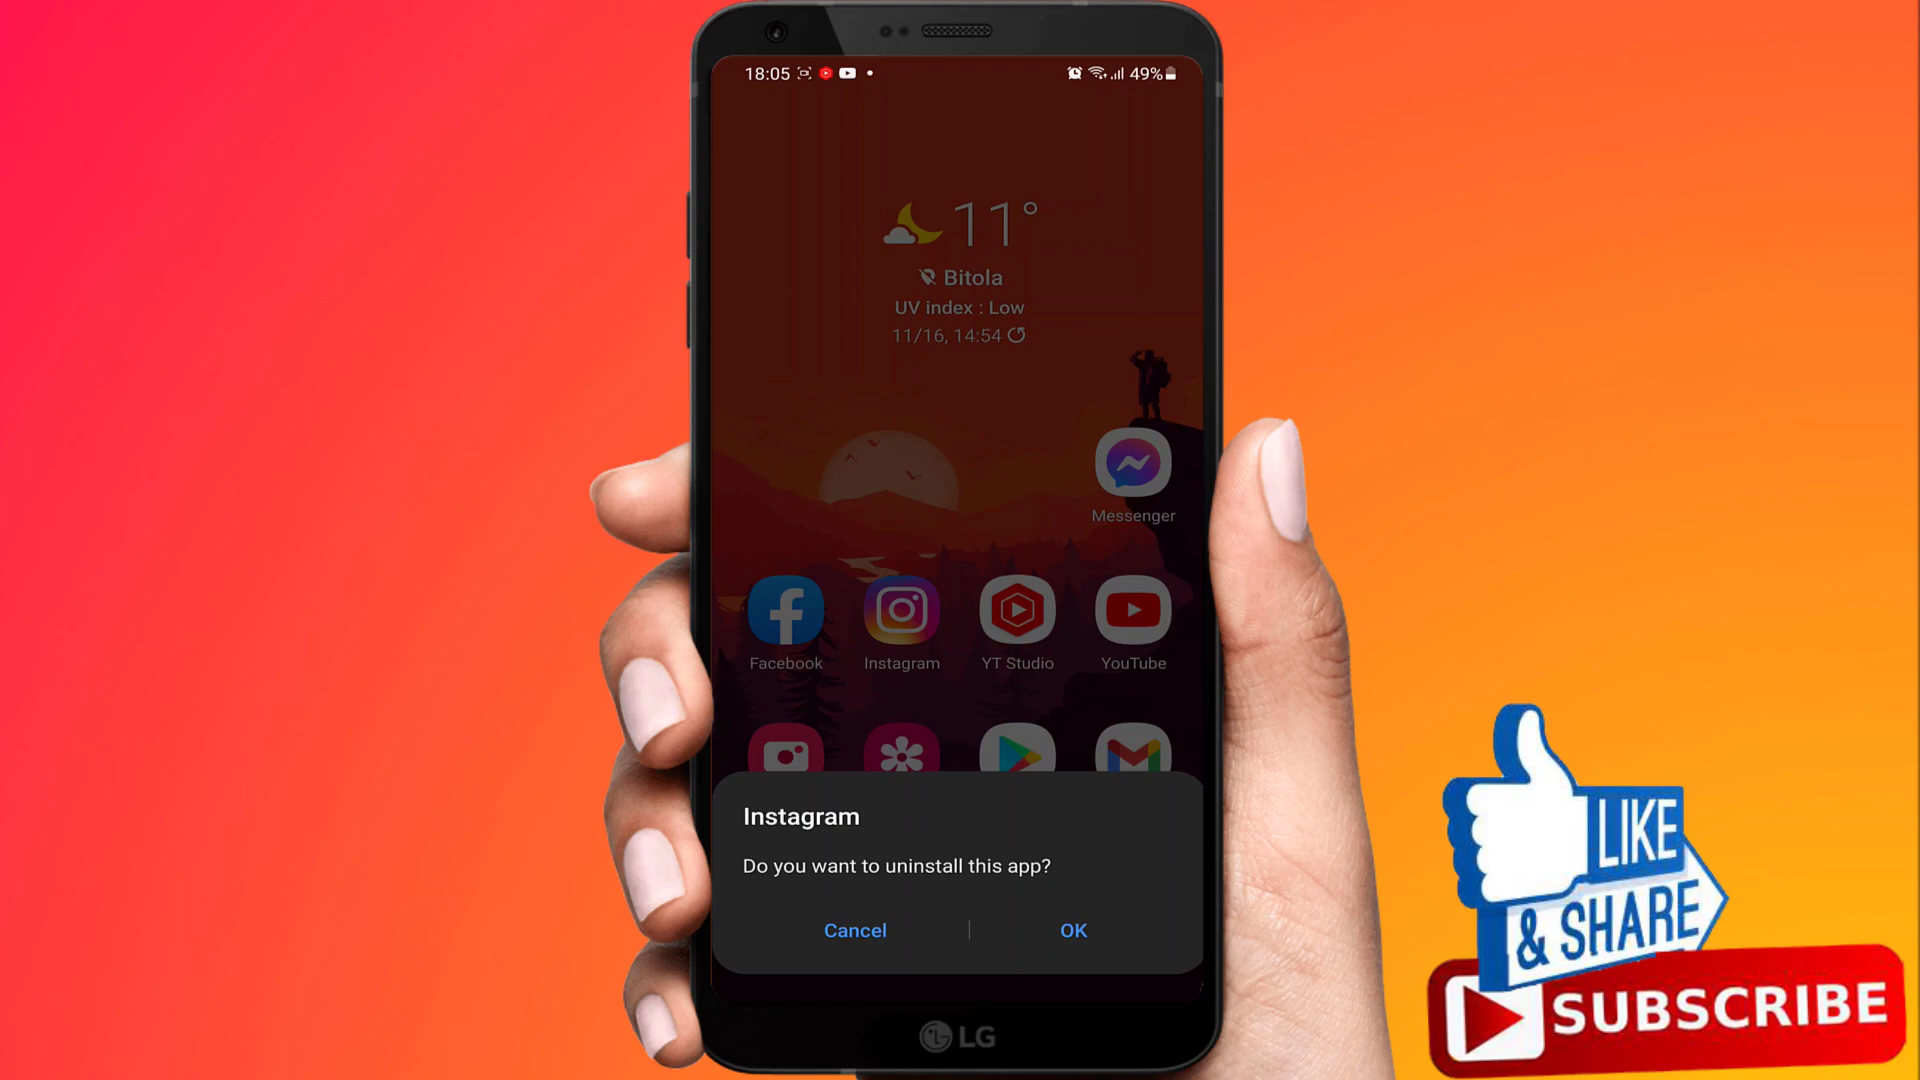 18:05
49%
11°
Bitola
UV index : Low
11/16, 14:54
Messenger
Facebook
Instagram
YT Studio
YouTube
Instagram
Do you want to uninstall this app?
Cancel
OK
LG
LIKE
& SHARE
SUBSCRIBE